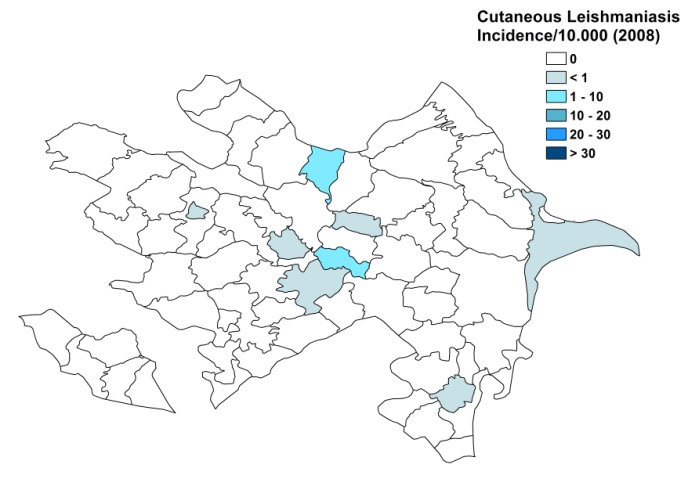 Cutaneous Leishmaniasis
Incidence/10.000 (2008)
0
< 1
1 - 10
10 - 20
20 - 30
> 30